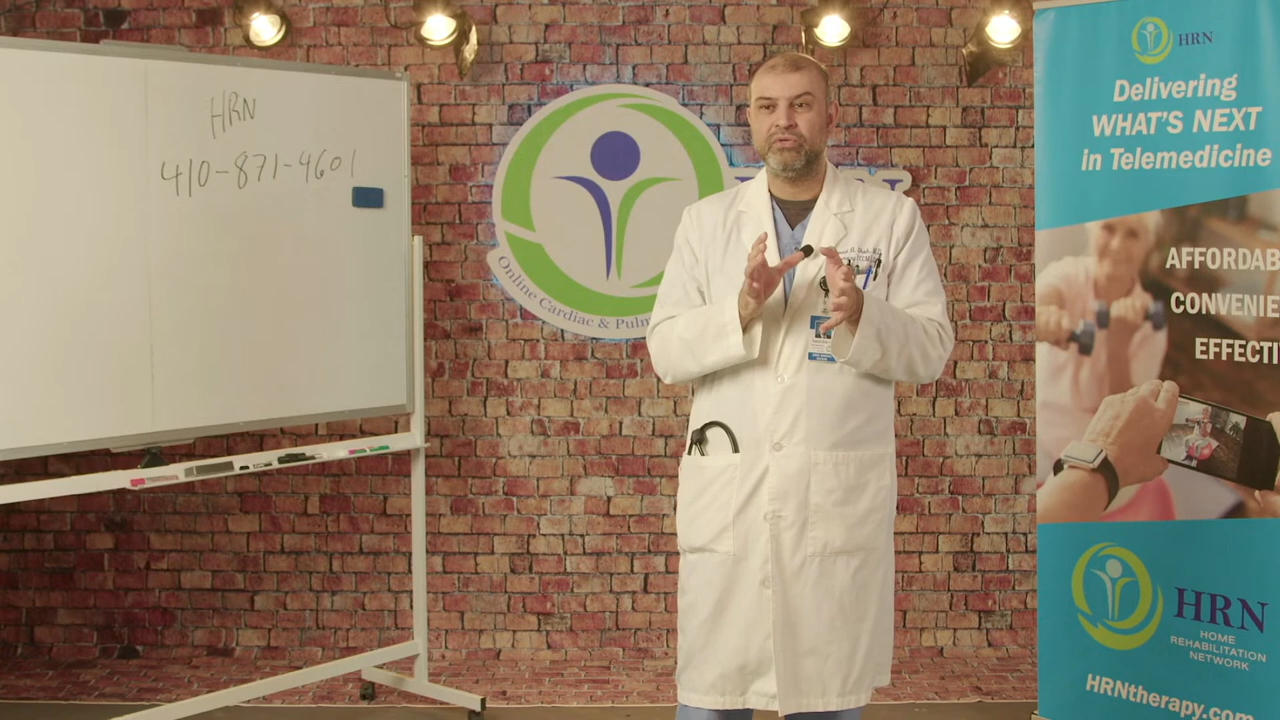 HRN
410-871-4601
Online Cardiac & Pulm
HRN
Delivering
WHAT'S NEXT
in Telemedicine
AFFORDAB
CONVENIE
EFFECTI
HRN
HOME
REHABILITATION
NETWORK
HRNtherapy.com